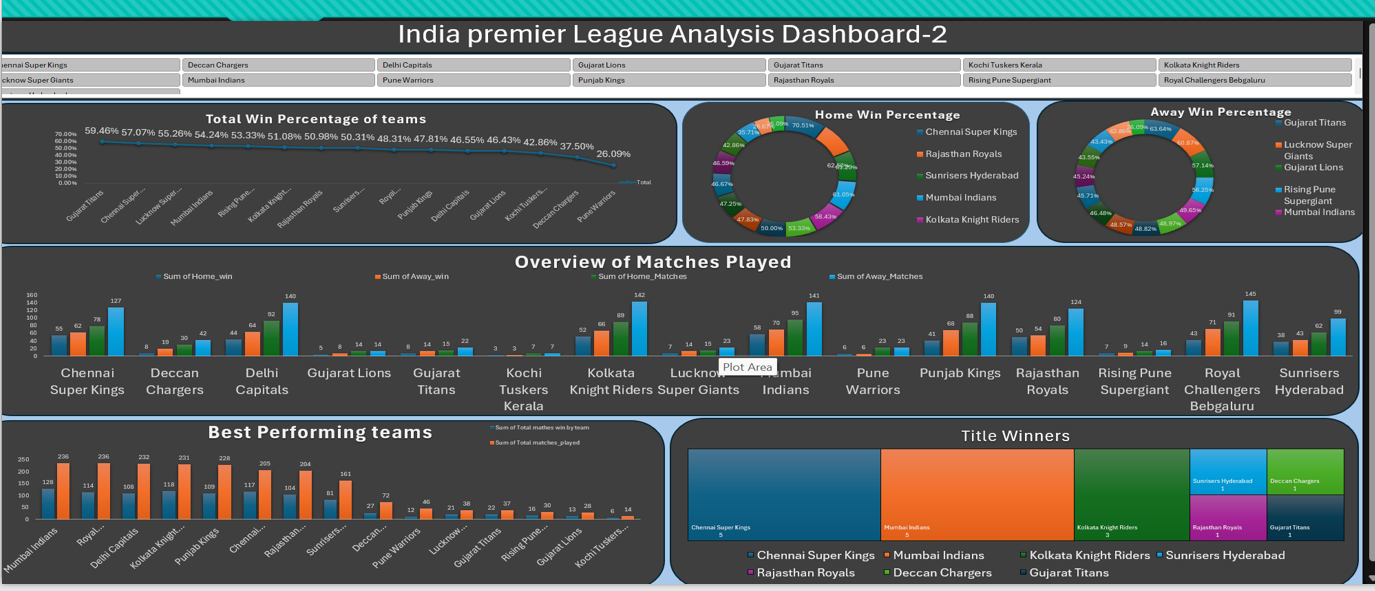 India premier League Analysis Dashboard-2
ennai Super Kings Deccan Chargers Delhi Capitals Gujarat Lions Gujarat Titans Kochi Tuskers Kerala Kolkata Knight Riders
cknow Super Giants Mumbai Indians Pune Warriors Punjab Kings Rajasthan Royals Rising Pune Supergiant Royal Challengers Bebgaluru
Total Win Percentage of teams
70.00%
60.00%
50.00%
40.00%
30.00%
20.00%
10.00%
0.00%
59.46% 57.07% 55.26% 54.24% 53.33% 51.08% 50.98% 50.31% 48.31% 47.81% 46.55% 46.43% 42.86% 37.50% 26.09%
Total
Gujarat Titans
Chennai Super...
Lucknow Super...
Mumbai Indians
Rising Pune...
Kolkata Knight...
Rajasthan Royals
Sunrisers...
Royal...
Punjab Kings
Delhi Capitals
Gujarat Lions
Kochi Tuskers...
Deccan Chargers
Pune Warriors
Home Win Percentage
70.51%
61.05%
58.43%
53.33%
50.00%
47.83%
47.25%
46.67%
46.59%
42.86%
35.71%
Chennai Super Kings
Rajasthan Royals
Sunrisers Hyderabad
Mumbai Indians
Kolkata Knight Riders
Away Win Percentage
63.64%
60.87%
57.14%
56.25%
49.65%
48.97%
48.82%
48.57%
46.48%
45.71%
45.24%
43.55%
43.43%
42.86%
26.09%
Gujarat Titans
Lucknow Super
Giants
Gujarat Lions
Rising Pune
Supergiant
Mumbai Indians
Overview of Matches Played
Sum of Home_win Sum of Away_win Sum of Home_Matches Sum of Away_Matches
160
140
120
100
80
60
40
20
0
55 62 78 127
8 19 30 42
44 64 92 140
5 8 14 14
8 14 15 22
3 3 7 7
52 66 89 142
7 14 15 23
58 70 95 141
6 6 23 23
41 68 88 140
50 54 80 124
7 9 14 16
43 71 91 145
38 43 62 99
Chennai
Super Kings
Deccan
Chargers
Delhi
Capitals
Gujarat Lions
Gujarat
Titans
Kochi
Tuskers
Kerala
Kolkata
Knight Riders
Lucknow
Super Giants
Plot Area
mbai
Indians
Pune
Warriors
Punjab Kings
Rajasthan
Royals
Rising Pune
Supergiant
Royal
Challengers
Bebgaluru
Sunrisers
Hyderabad
Best Performing teams
Sum of Total mathes win by team
Sum of Total matches_played
250
200
150
100
50
0
128 236
114 236
108 232
118 231
109 228
117 205
104 204
81 161
27 72
12 46
21 38
22 37
16 30
13 28
6 14
Mumbai Indians
Royal...
Delhi Capitals
Kolkata Knight...
Punjab Kings
Chennai...
Rajasthan...
Sunrisers...
Deccan...
Pune Warriors
Lucknow...
Gujarat Titans
Rising Pune...
Gujarat Lions
Kochi Tuskers...
Title Winners
Chennai Super Kings
5
Mumbai Indians
5
Kolkata Knight Riders
3
Sunrisers Hyderabad
1
Deccan Chargers
1
Rajasthan Royals
1
Gujarat Titans
1
Chennai Super Kings Mumbai Indians Kolkata Knight Riders Sunrisers Hyderabad
Rajasthan Royals Deccan Chargers Gujarat Titans